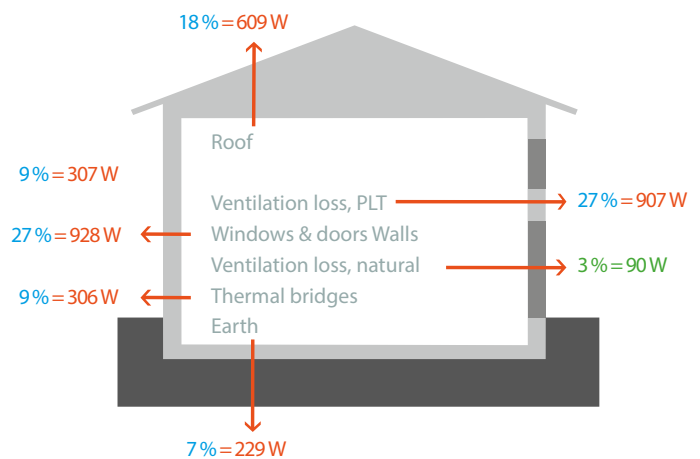 18 % = 609 W
Roof
9 % = 307 W
Ventilation loss, PLT
27 % = 907 W
27 % = 928 W
Windows & doors Walls
Ventilation loss, natural
3 % = 90 W
9 % = 306 W
Thermal bridges
Earth
7 % = 229 W